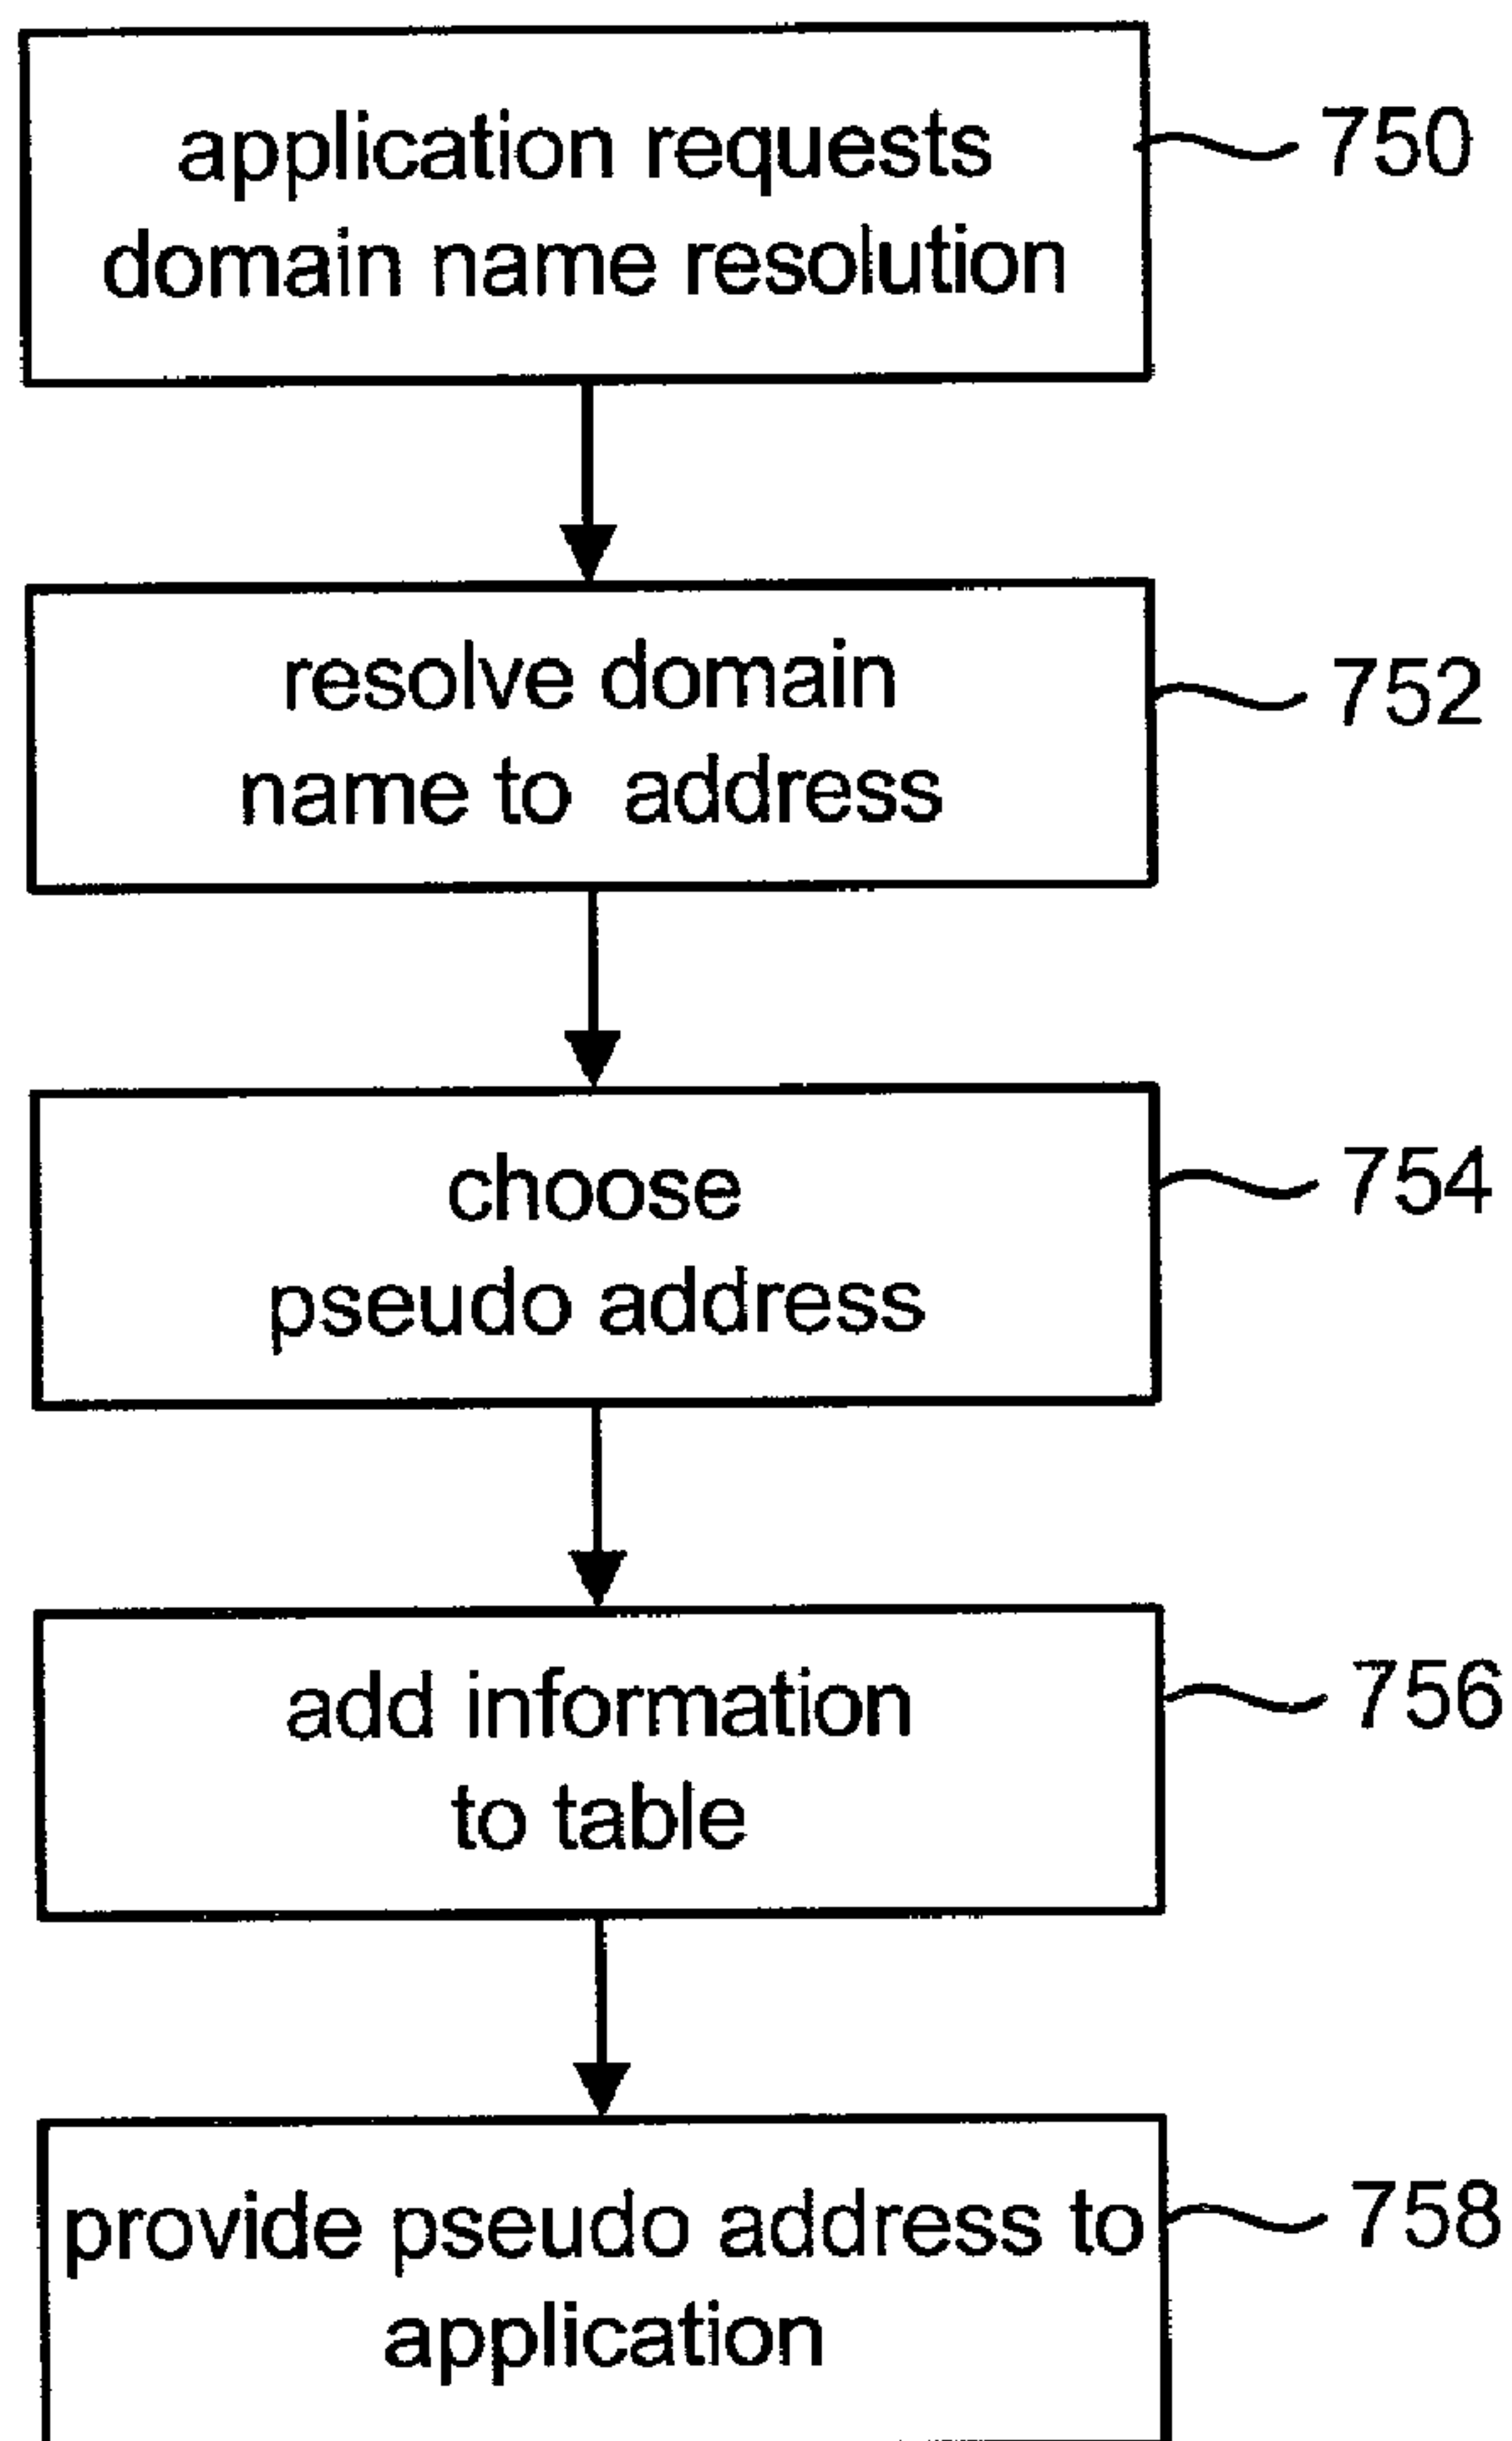 application requests
domain name resolution
750
resolve domain
name to address
752
choose
pseudo address
754
add information
to table
756
provide pseudo address to
application
758